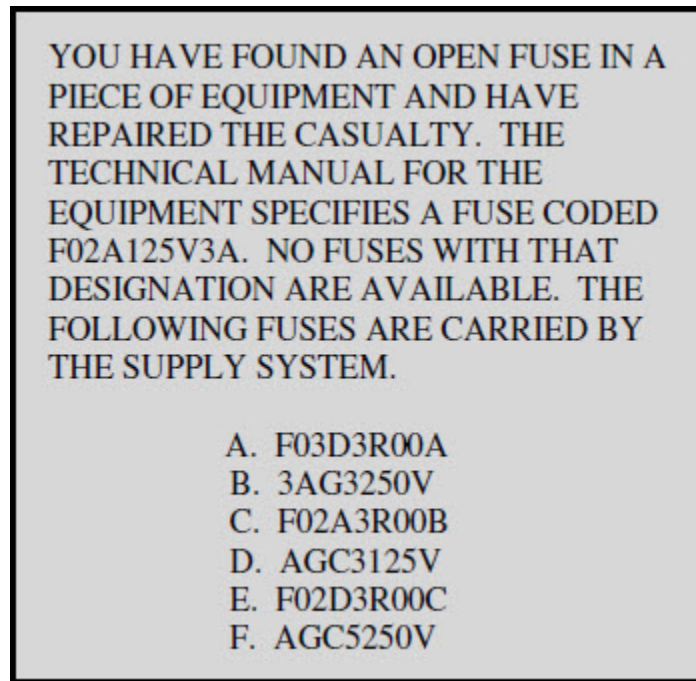 YOU HAVE FOUND AN OPEN FUSE IN A
PIECE OF EQUIPMENT AND HAVE
REPAIRED THE CASUALTY. THE
TECHNICAL MANUAL FOR THE
EQUIPMENT SPECIFIES A FUSE CODED
F02A125V3A. NO FUSES WITH THAT
DESIGNATION ARE AVAILABLE. THE
FOLLOWING FUSES ARE CARRIED BY
THE SUPPLY SYSTEM.
A. F03D3R00A
B. 3AG3250V
C. F02A3R00B
D. AGC3125V
E. F02D3R00C
F. AGC5250V